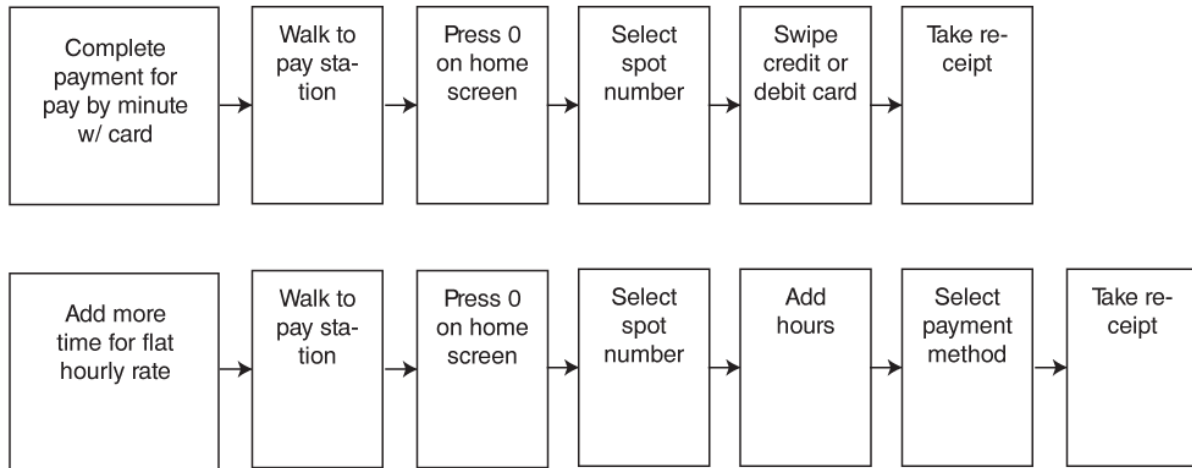 Complete
payment for
pay by minute
w/ card
Walk to
pay sta-
tion
Press 0
on home
screen
Select
spot
number
Swipe
credit or
debit card
Take re-
ceipt
Add more
time for flat
hourly rate
Walk to
pay sta-
tion
Press 0
on home
screen
Select
spot
number
Add
hours
Select
payment
method
Take re-
ceipt